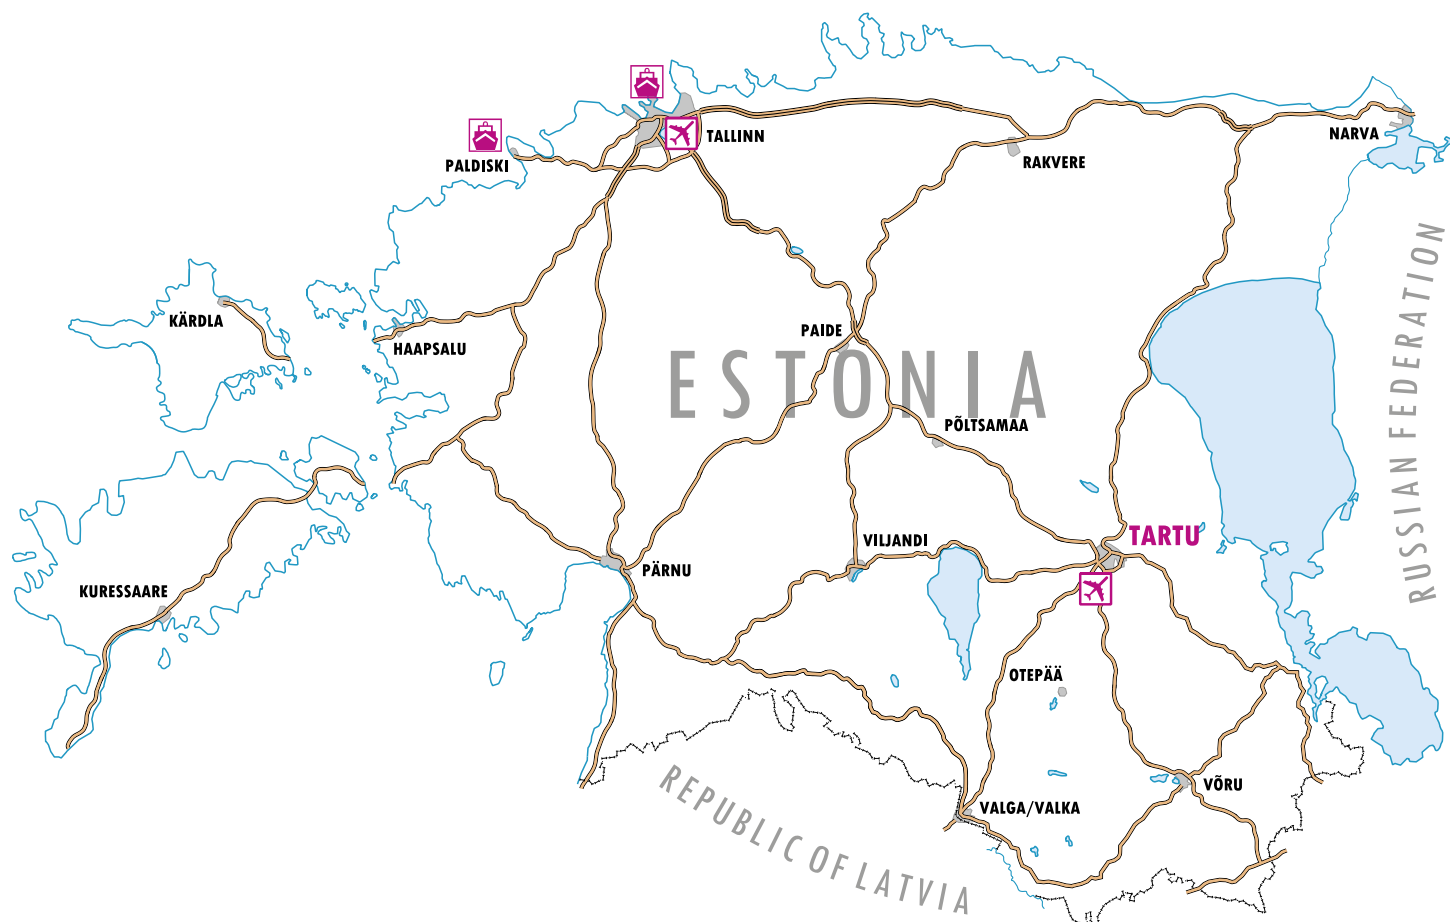 TALLINN
NARVA
PALDISKI
RAKVERE
KÄRDLA
HAAPSALU
PAIDE
ESTONIA
RUSSIAN FEDERATION
PÕLTSAMAA
TARTU
VILJANDI
PÄRNU
KURESSAARE
OTEPÄÄ
VÕRU
VALGA/VALKA
REPUBLIC OF LATVIA